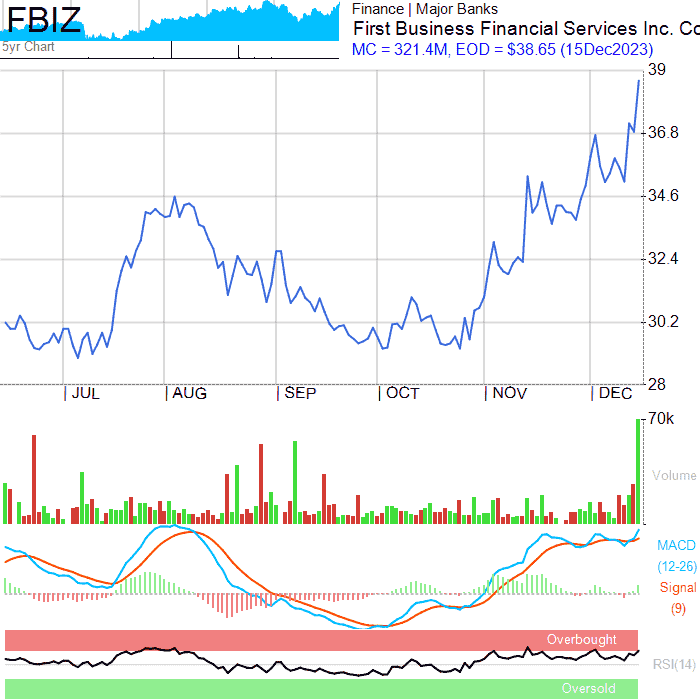 FBIZ
5yr Chart
Finance | Major Banks
First Business Financial Services Inc. Co
MC = 321.4M, EOD = $38.65 (15Dec2023)
39
36.8
34.6
32.4
30.2
28
JUL AUG SEP OCT NOV DEC
70k
Volume
MACD
(12-26)
Signal
(9)
Overbought
RSI(14)
Oversold